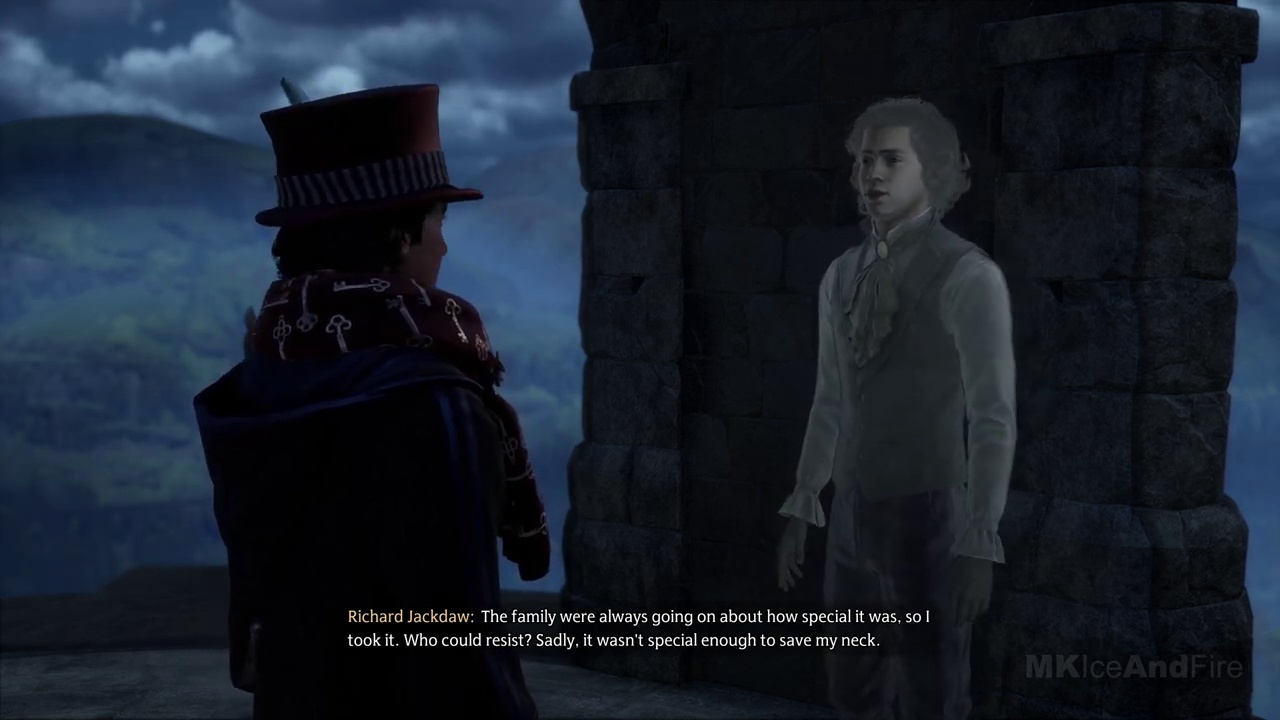 Richard Jackdaw: The family were always going on about how special it was, so I
took it. Who could resist? Sadly, it wasn't special enough to save my neck.
MKIceAndFire